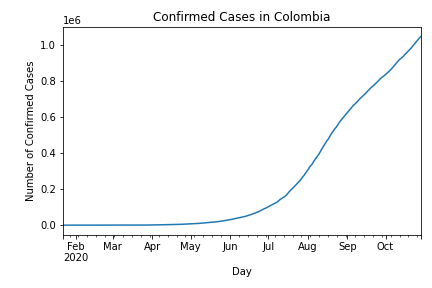 Confirmed Cases in Colombia
1e6
1.0
0.8
0.6
0.4
0.2
0.0
Number of Confirmed Cases
Feb Mar Apr May Jun Jul Aug Sep Oct
2020
Day